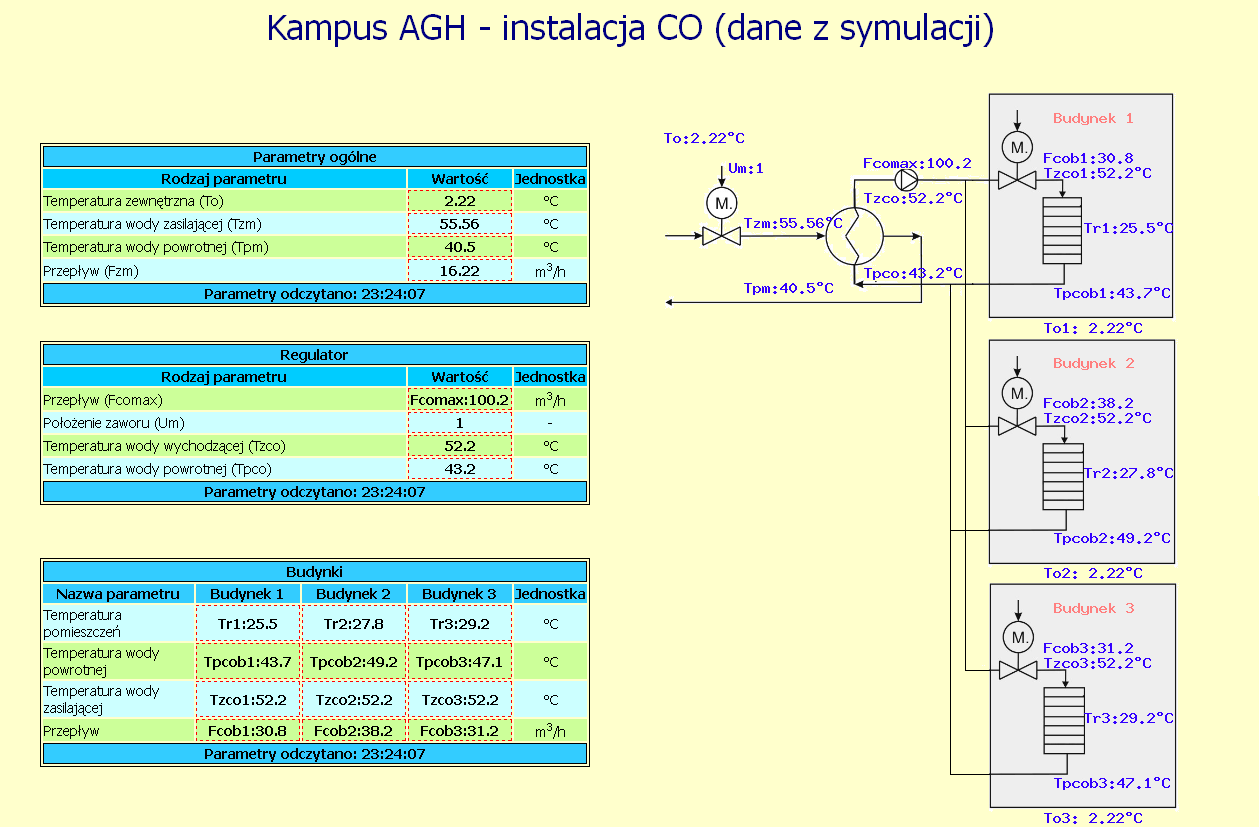 Kampus AGH - instalacja CO (dane z symulacji)
Parametry ogólne
Rodzaj parametru Wartość Jednostka
Temperatura zewnętrzna (To) 2.22 °C
Temperatura wody zasilającej (Tzm) 55.56 °C
Temperatura wody powrotnej (Tpm) 40.5 °C
Przepływ (Fzm) 16.22 m³/h
Parametry odczytano: 23:24:07
Regulator
Rodzaj parametru Wartość Jednostka
Przepływ (Fcomax) Fcomax:100.2 m³/h
Położenie zaworu (Um) 1 -
Temperatura wody wychodzącej (Tzco) 52.2 °C
Temperatura wody powrotnej (Tpco) 43.2 °C
Parametry odczytano: 23:24:07
Budynki
Nazwa parametru Budynek 1 Budynek 2 Budynek 3 Jednostka
Temperatura
pomieszczeń Tr1:25.5 Tr2:27.8 Tr3:29.2 °C
Temperatura wody
powrotnej Tpcob1:43.7 Tpcob2:49.2 Tpcob3:47.1 °C
Temperatura wody
zasilającej Tzco1:52.2 Tzco2:52.2 Tzco3:52.2 °C
Przepływ Fcob1:30.8 Fcob2:38.2 Fcob3:31.2 m³/h
Parametry odczytano: 23:24:07
To:2.22°C
Um:1
M.
Tzm:55.56°C
Fcomax:100.2
Tzco:52.2°C
Tpco:43.2°C
Tpm:40.5°C
Budynek 1
M.
Fcob1:30.8
Tzco1:52.2°C
Tr1:25.5°C
Tpcob1:43.7°C
To1: 2.22°C
Budynek 2
M.
Fcob2:38.2
Tzco2:52.2°C
Tr2:27.8°C
Tpcob2:49.2°C
To2: 2.22°C
Budynek 3
M.
Fcob3:31.2
Tzco3:52.2°C
Tr3:29.2°C
Tpcob3:47.1°C
To3: 2.22°C